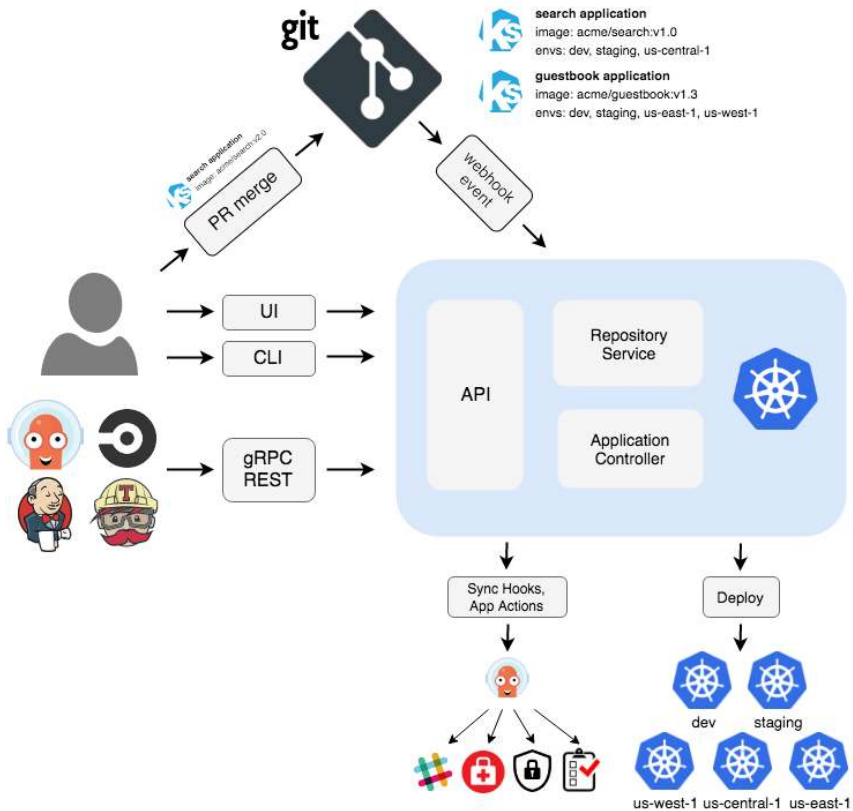 git
search application
image: acme/search:v1.0
envs: dev, staging, us-central-1
guestbook application
image: acme/guestbook:v1.3
envs: dev, staging, us-east-1, us-west-1
Ks
Ks
search application
image: acme/search:v2.0
Ks
PR merge
webhook
event
UI
CLI
gRPC
REST
API
Repository
Service
Application
Controller
T
Sync Hooks,
App Actions
Deploy
dev
staging
us-west-1
us-central-1
us-east-1